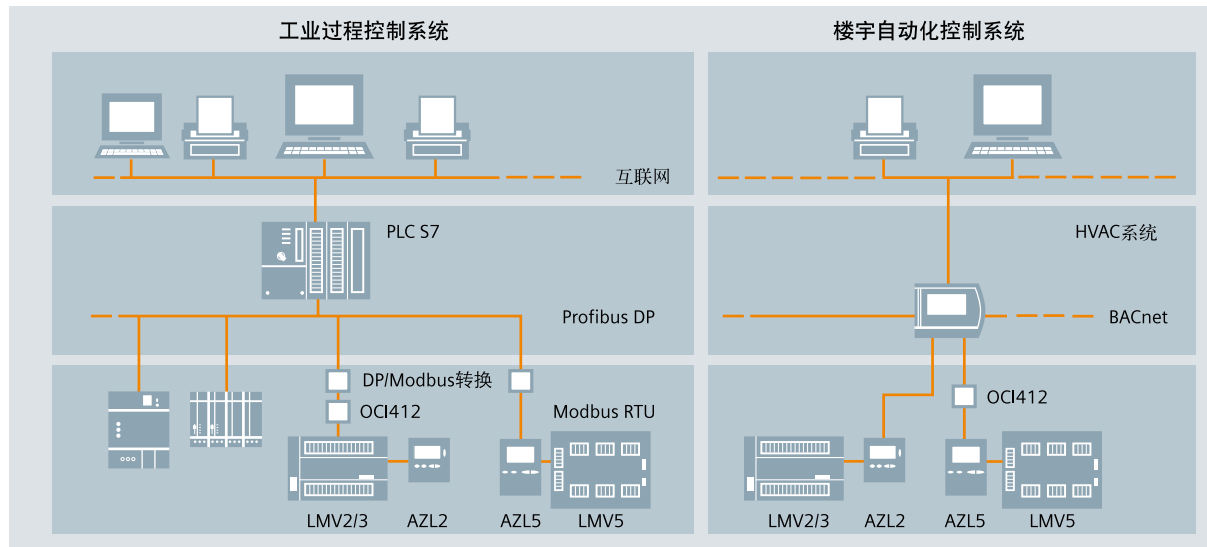 工业过程控制系统
楼宇自动化控制系统
互联网
PLC S7
HVAC系统
Profibus DP
BACnet
DP/Modbus转换
OCI412
Modbus RTU
OCI412
LMV2/3
AZL2
AZL5
LMV5
LMV2/3
AZL2
AZL5
LMV5